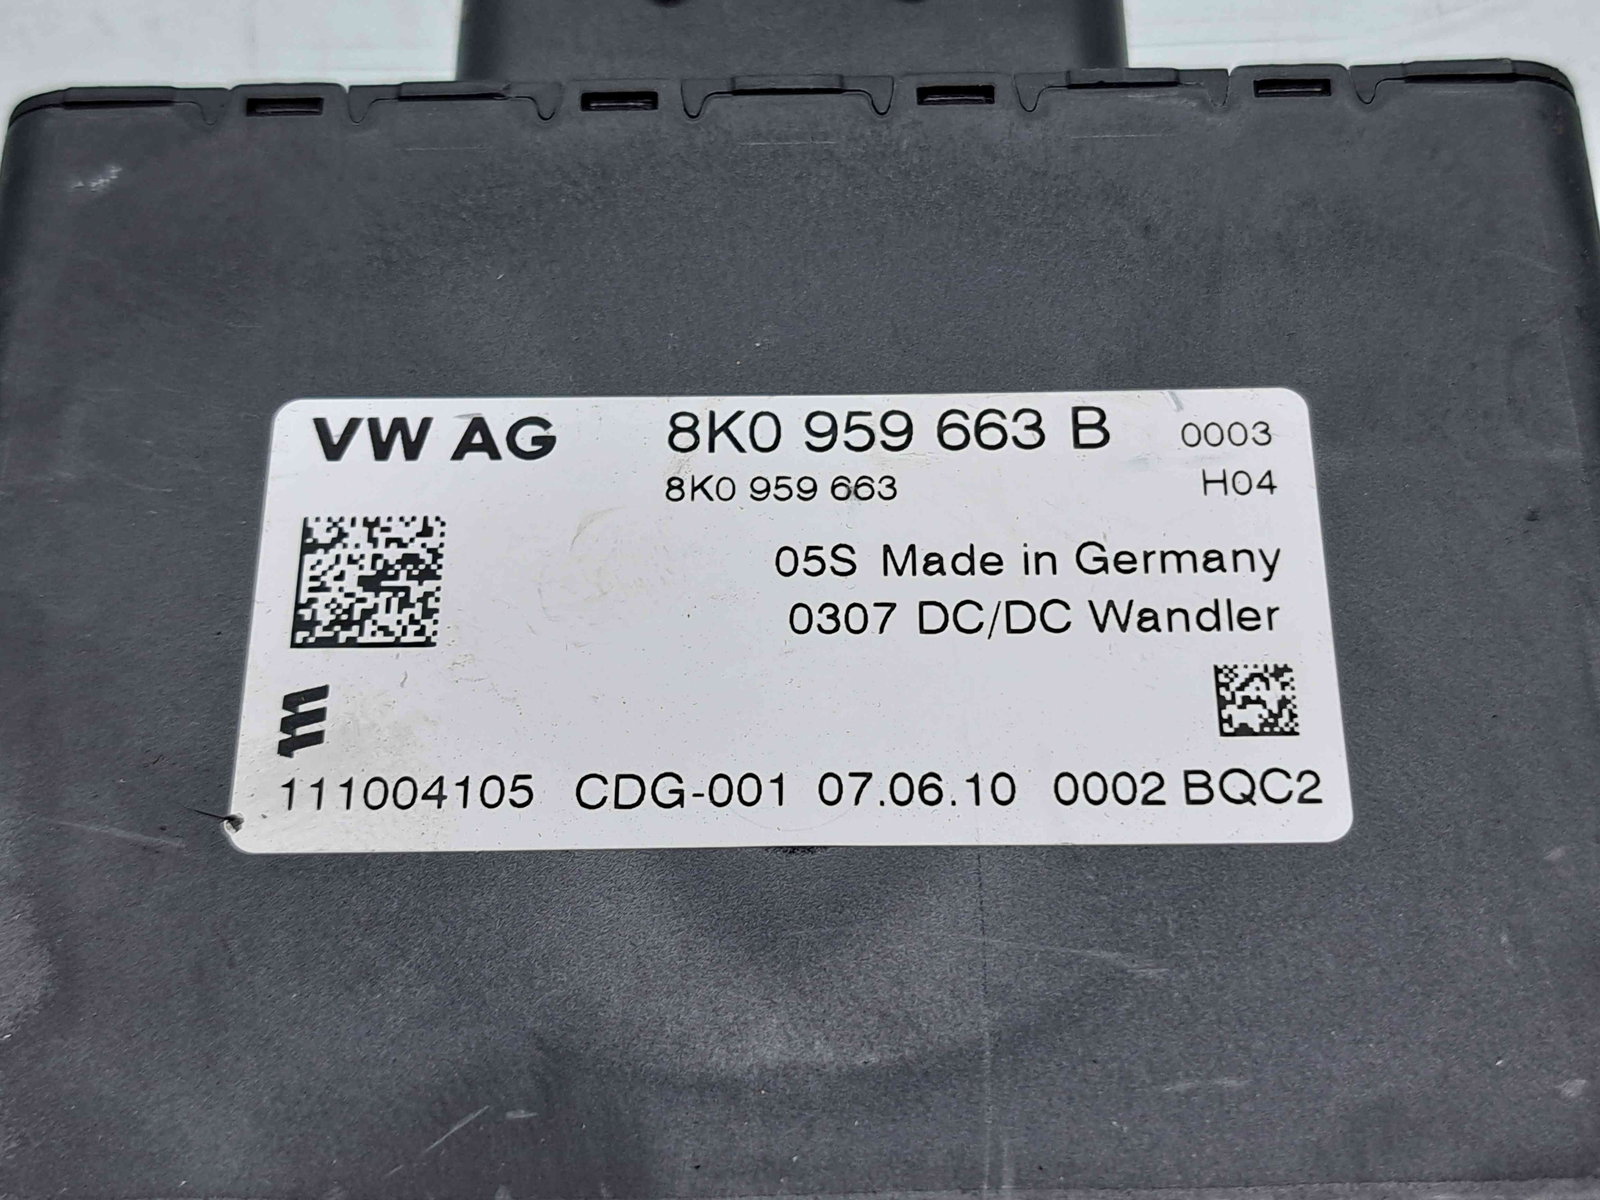 VW AG 8K0 959 663 B 0003
8K0 959 663 H04
05S Made in Germany
0307 DC/DC Wandler
111004105 CDG-001 07.06.10 0002 BQC2